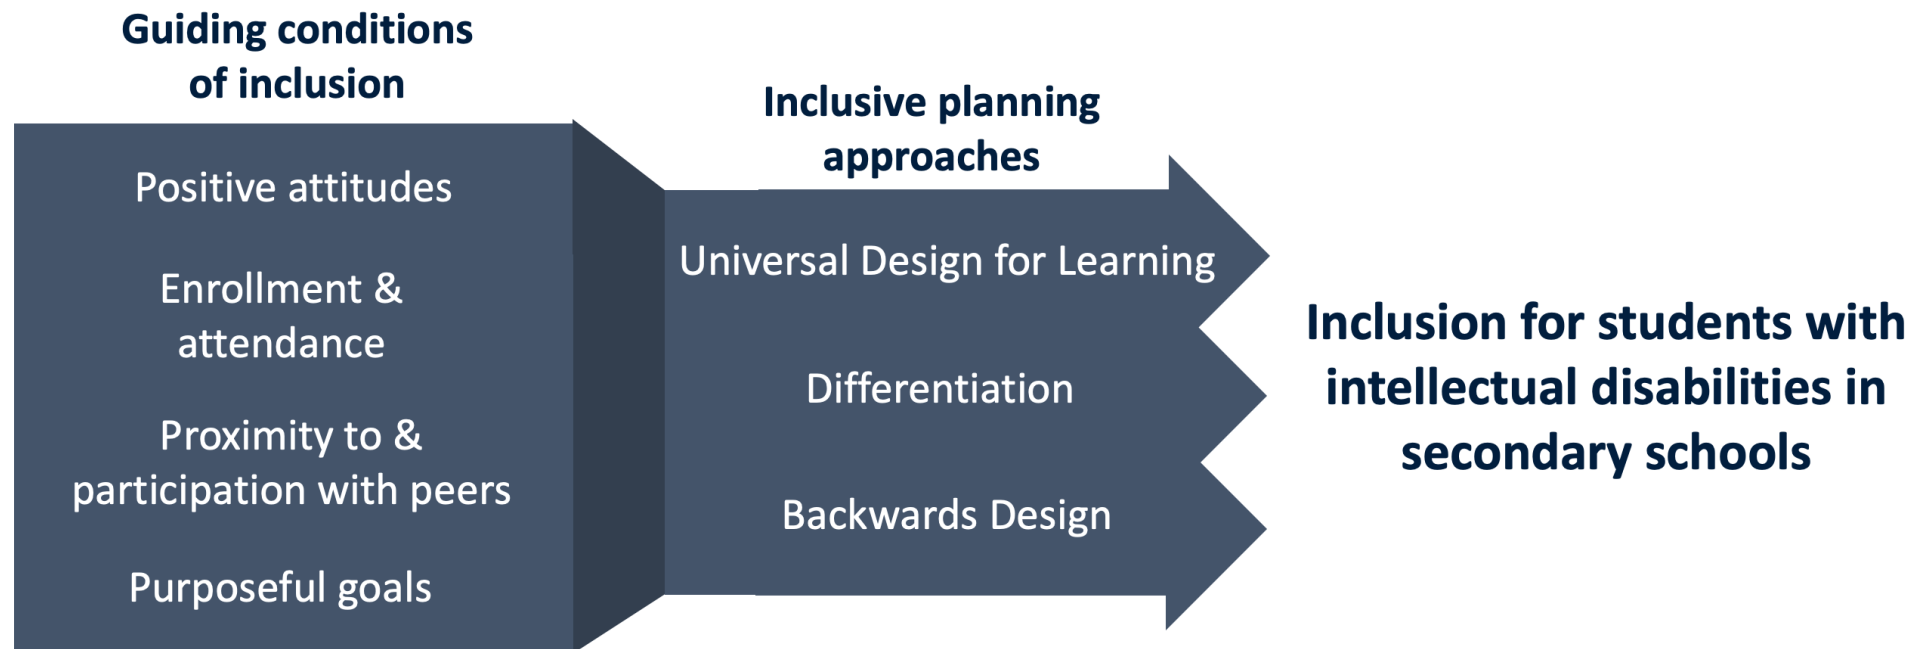 Guiding conditions
of inclusion
Positive attitudes
Enrollment &
attendance
Proximity to &
participation with peers
Purposeful goals
Inclusive planning
approaches
Universal Design for Learning
Differentiation
Backwards Design
Inclusion for students with
intellectual disabilities in
secondary schools